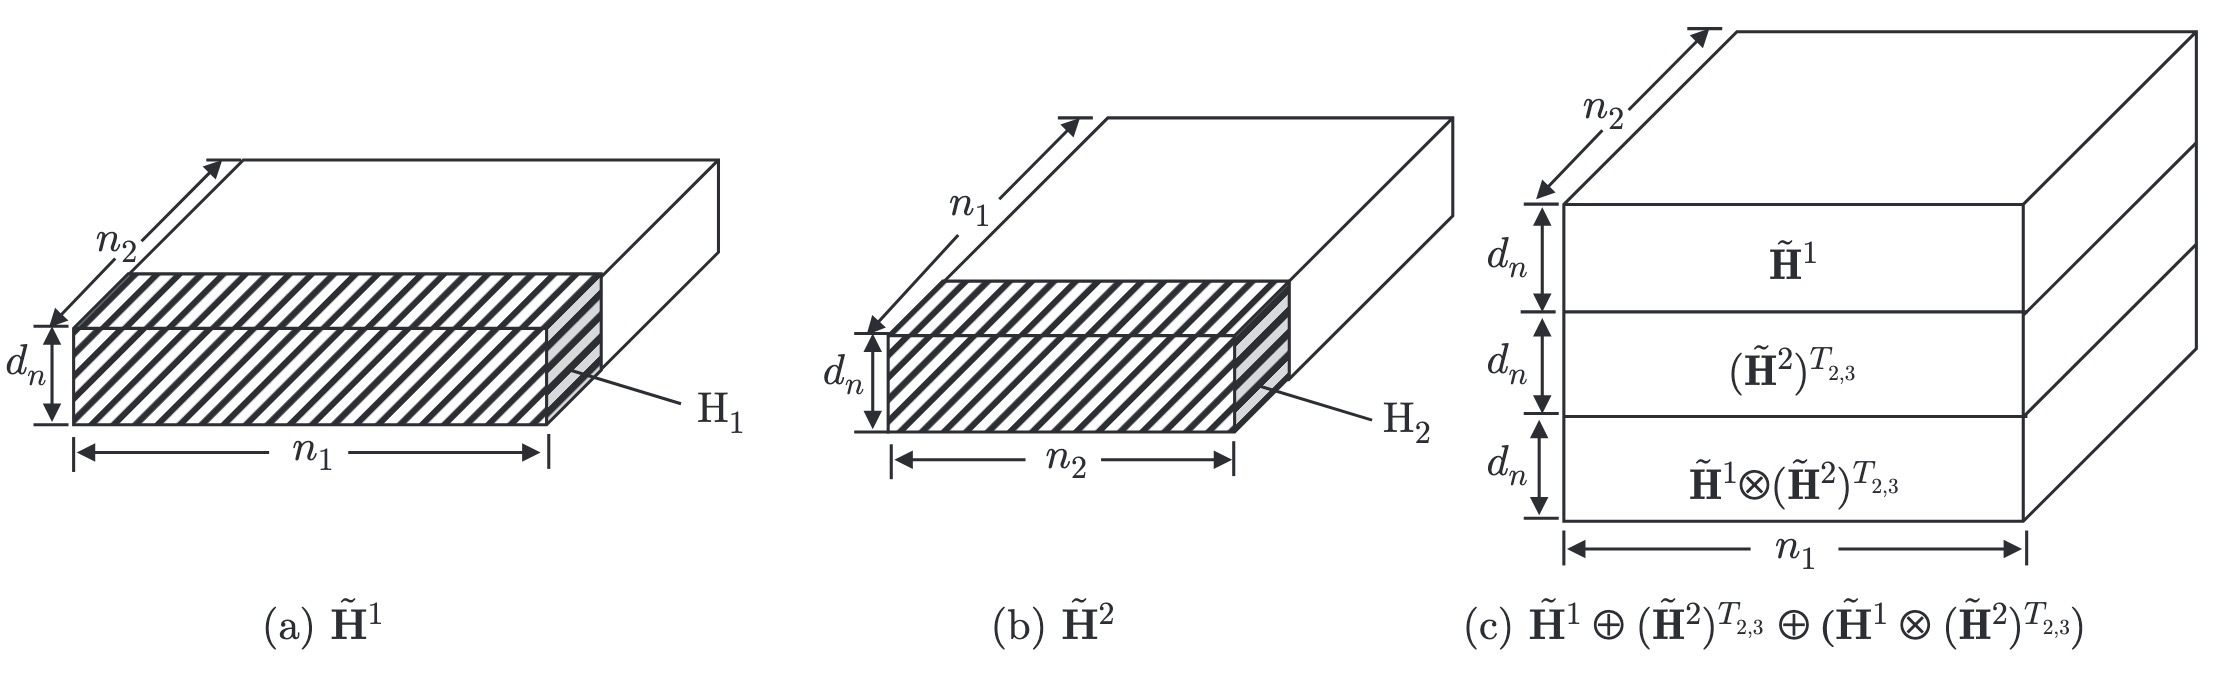 n₂
dₙ
n₁
H₁
(a) H̃¹
n₁
dₙ
n₂
H₂
(b) H̃²
n₂
dₙ
H̃¹
dₙ
(H̃²)ᵀ₂,₃
dₙ
H̃¹⊗(H̃²)ᵀ₂,₃
n₁
(c) H̃¹ ⊕ (H̃²)ᵀ₂,₃ ⊕ (H̃¹ ⊗ (H̃²)ᵀ₂,₃)